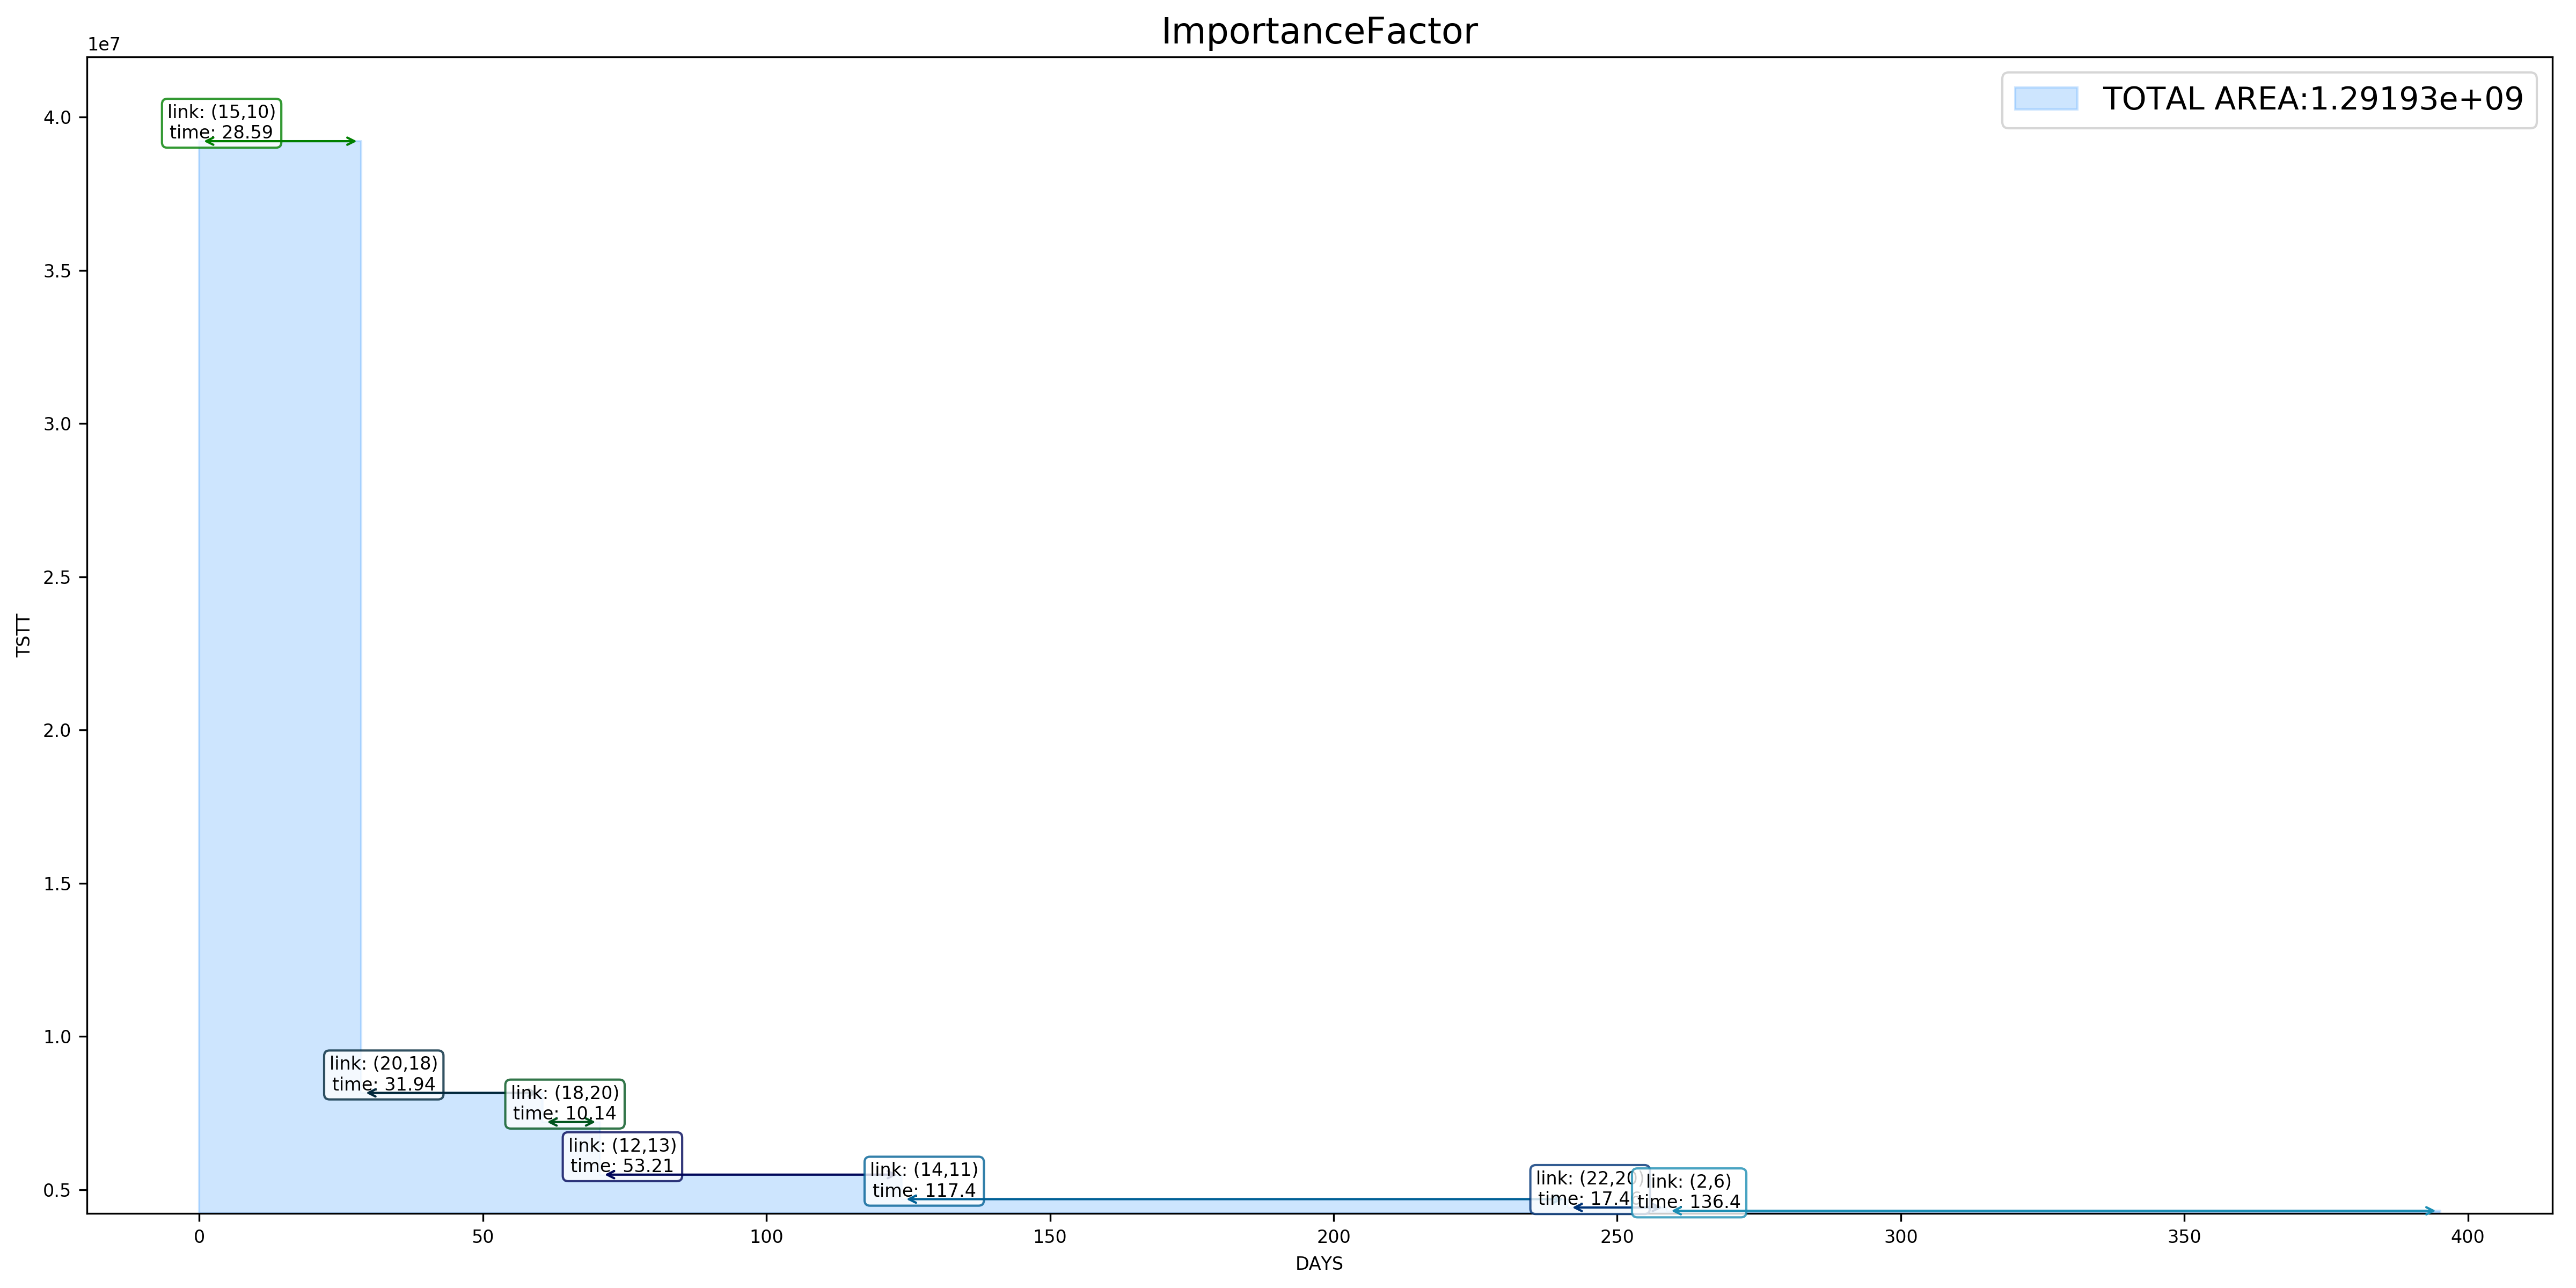 ImportanceFactor
1e7
TOTAL AREA:1.29193e+09
4.0
3.5
3.0
2.5
2.0
1.5
1.0
0.5
TSTT
link: (15,10)
time: 28.59
link: (20,18)
time: 31.94
link: (18,20)
time: 10.14
link: (12,13)
time: 53.21
link: (14,11)
time: 117.4
link: (22,20)
time:
link: (2,6)
time: 136.4
0
50
100
150
200
250
300
350
400
DAYS